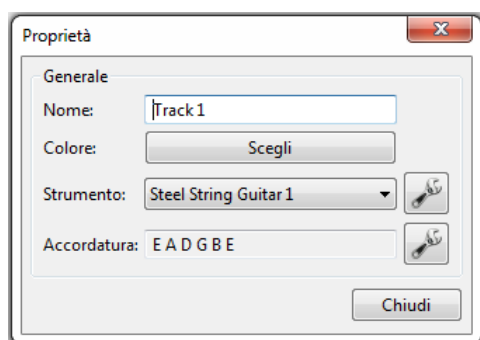 Proprietà
Generale
Nome: Track 1
Colore: Scegli
Strumento: Steel String Guitar 1
Accordatura: E A D G B E
Chiudi